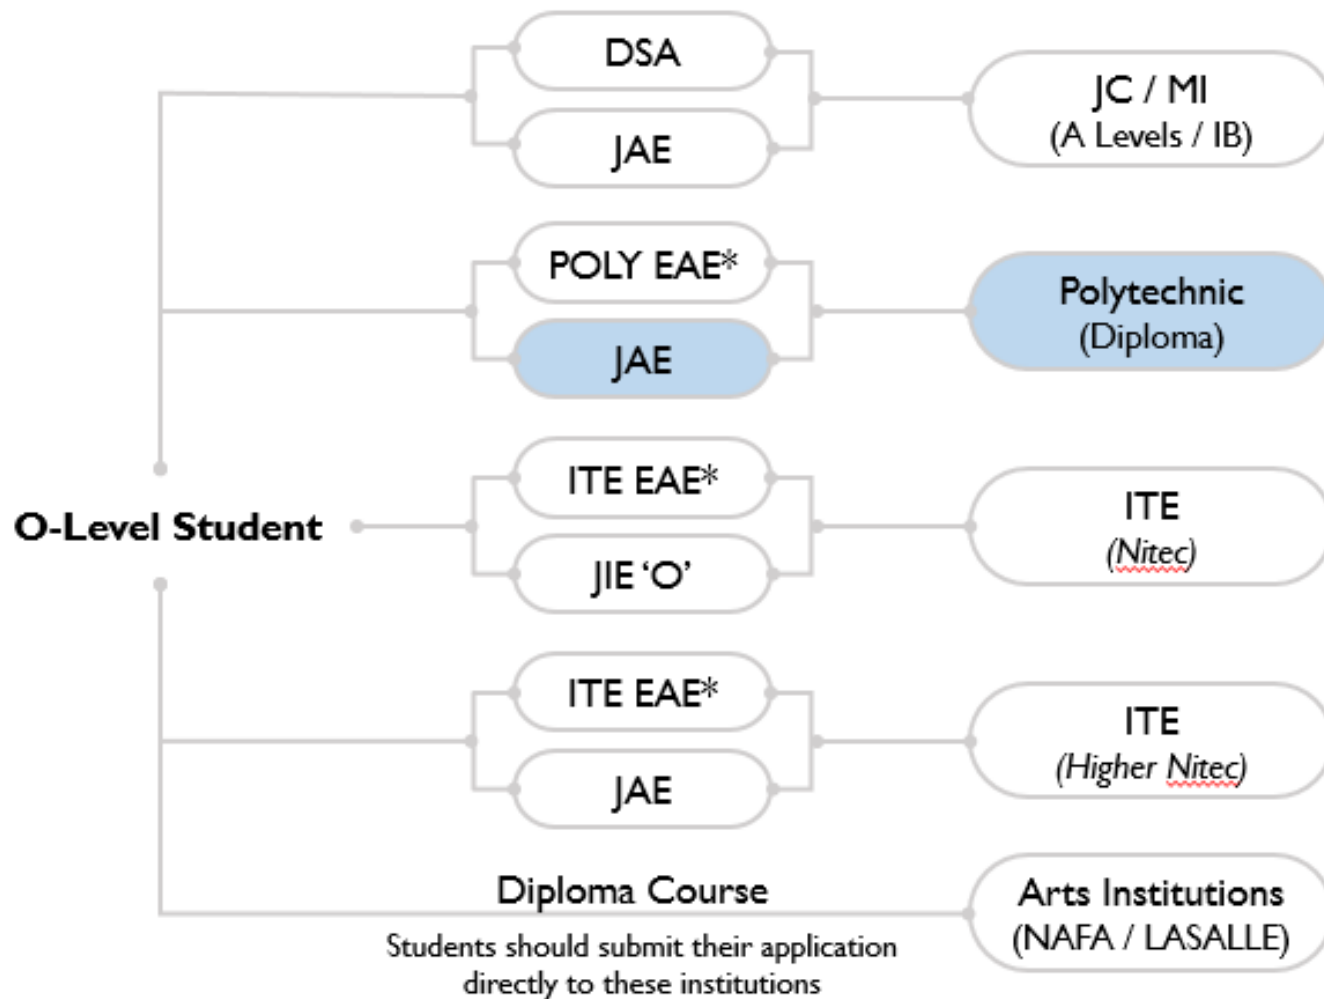 DSA
JAE
JC / MI
(A Levels / IB)
POLY EAE*
JAE
Polytechnic
(Diploma)
O-Level Student
ITE EAE*
JIE ‘O’
ITE
(Nitec)
ITE EAE*
JAE
ITE
(Higher Nitec)
Diploma Course
Students should submit their application
directly to these institutions
Arts Institutions
(NAFA / LASALLE)